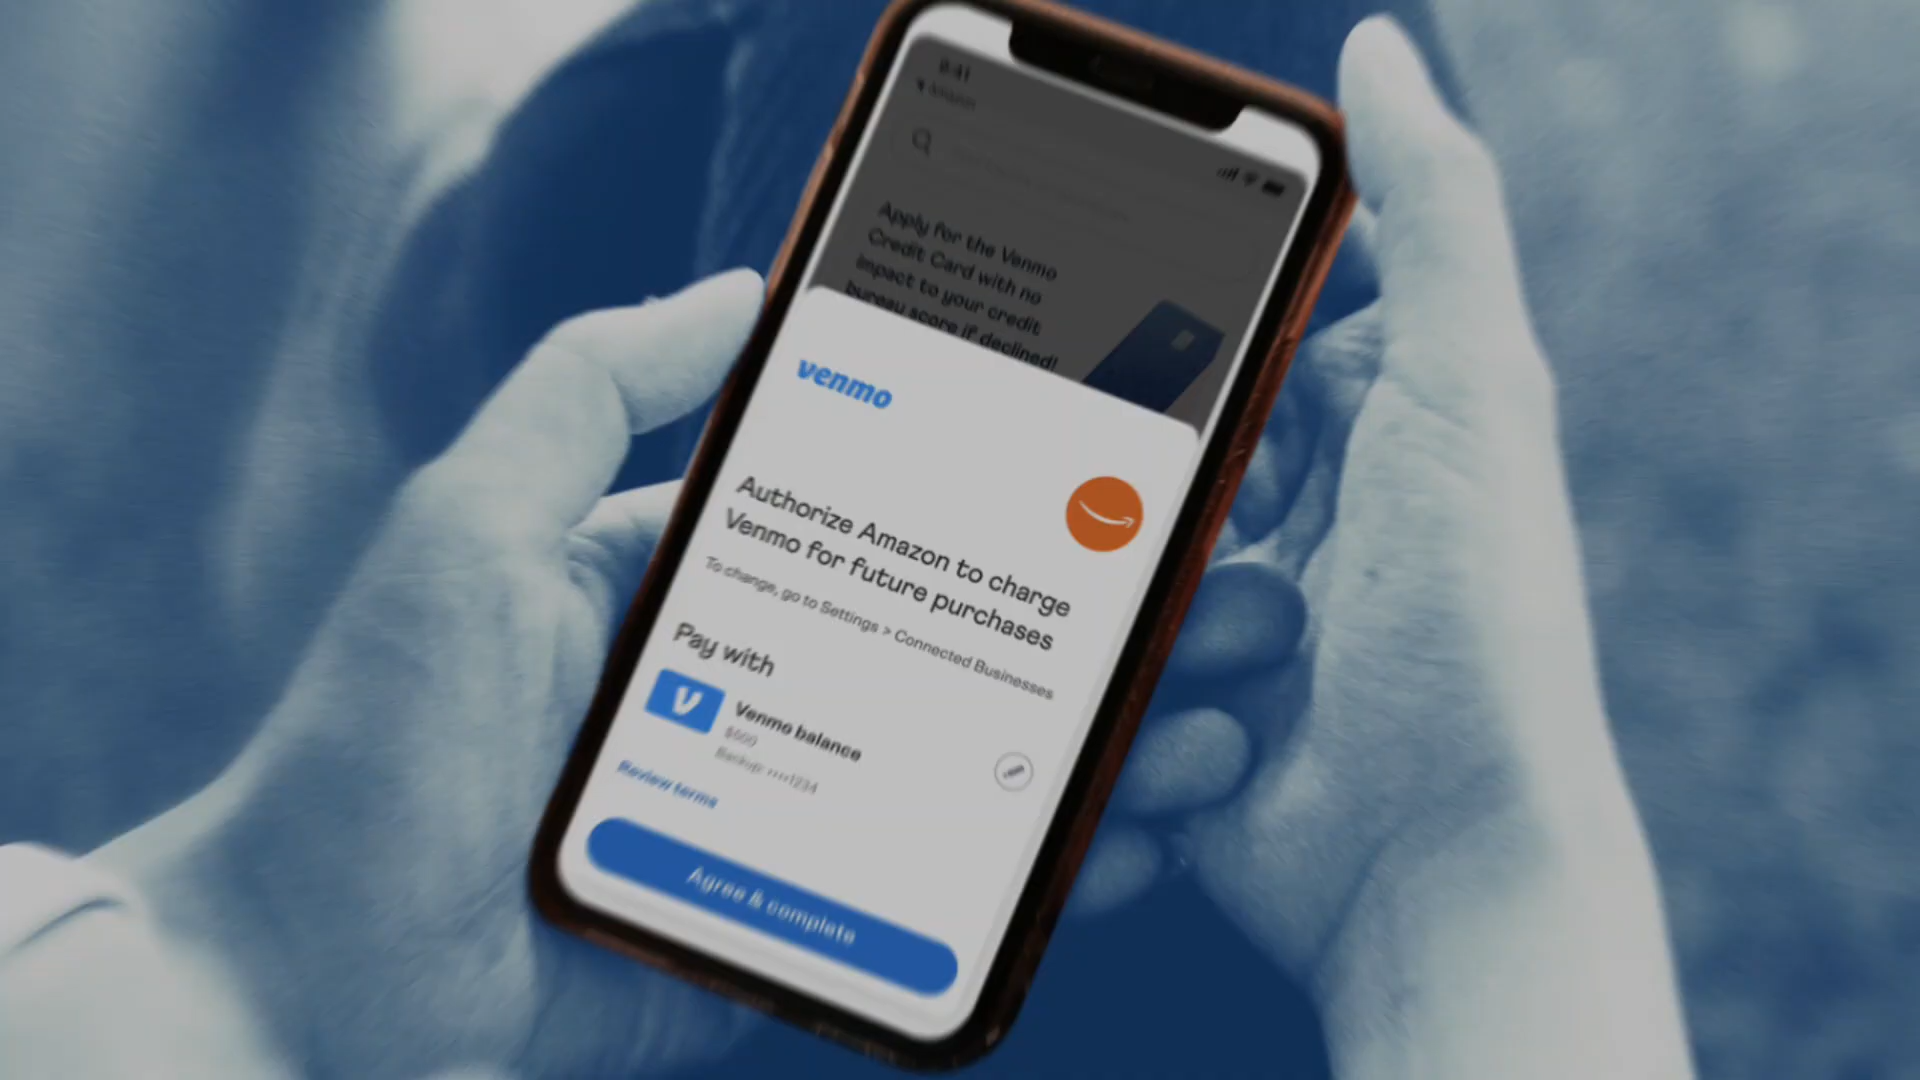 9:41
Apply for the Venmo
Credit Card with no
impact to your credit
bureau score if declined!
venmo
Authorize Amazon to charge
Venmo for future purchases
To change, go to Settings > Connected Businesses
Pay with
V
Venmo balance
Backup: ••••1234
Review terms
Agree & complete